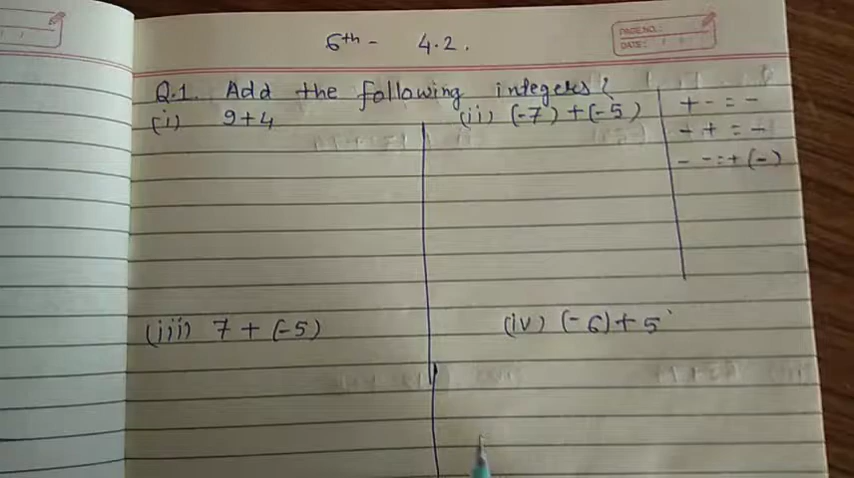 6th - 4.2.
PAGE NO.:
DATE:
Q.1. Add the following integers:
(i) 9+4
(ii) (-7)+(-5)
+ - = -
- + = -
- - = + (-)
(iii) 7 + (-5)
(iv) (-6)+ 5